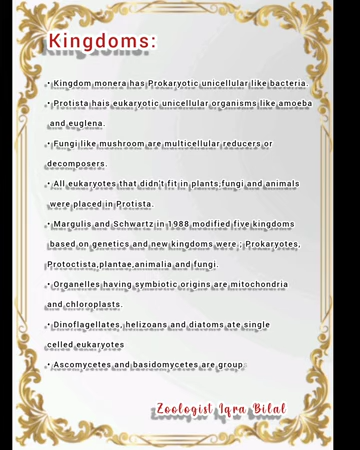 Kingdoms:
• Kingdom monera has Prokaryotic unicellular like bacteria.
• Protista hais eukaryotic unicellular organisms like amoeba
and euglena.
• Fungi like mushroom are multicellular reducers or
decomposers.
• All eukaryotes that didn't fit in plants,fungi and animals
were placed in Protista.
• Margulis and Schwartz in 1988 modified five kingdoms
based on genetics and new kingdoms were ; Prokaryotes,
Protoctista,plantae,animalia and fungi.
• Organelles having symbiotic origins are mitochondria
and chloroplasts.
• Dinoflagellates, helizoans and diatoms ate single
celled eukaryotes
• Ascomycetes and basidomycetes are group
Zoologist Iqra Bilal